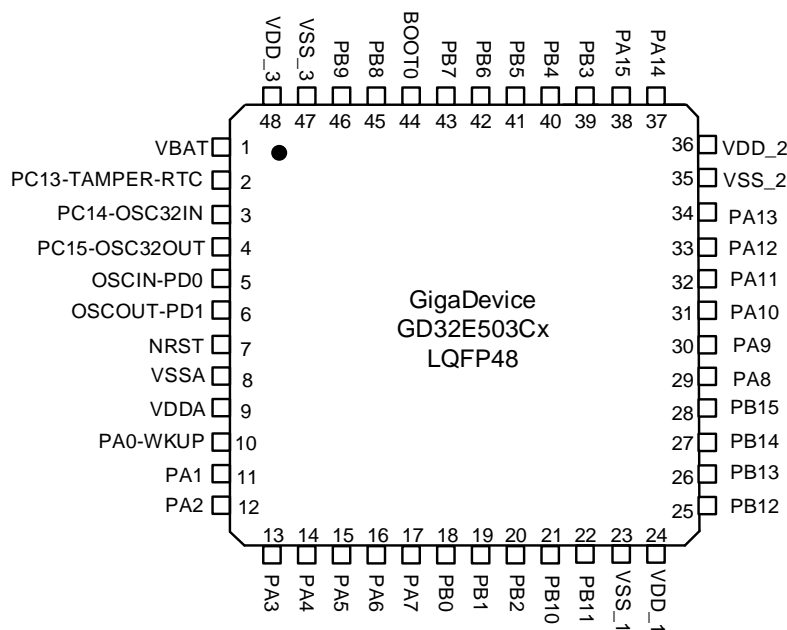 VDD_3
VSS_3
PB9
PB8
BOOT0
PB7
PB6
PB5
PB4
PB3
PA15
PA14
48
47
46
45
44
43
42
41
40
39
38
37
VBAT 1
PC13-TAMPER-RTC 2
PC14-OSC32IN 3
PC15-OSC32OUT 4
OSCIN-PD0 5
OSCOUT-PD1 6
NRST 7
VSSA 8
VDDA 9
PA0-WKUP 10
PA1 11
PA2 12
GigaDevice
GD32E503Cx
LQFP48
36 VDD_2
35 VSS_2
34 PA13
33 PA12
32 PA11
31 PA10
30 PA9
29 PA8
28 PB15
27 PB14
26 PB13
25 PB12
13
14
15
16
17
18
19
20
21
22
23
24
PA3
PA4
PA5
PA6
PA7
PB0
PB1
PB2
PB10
PB11
VSS_1
VDD_1